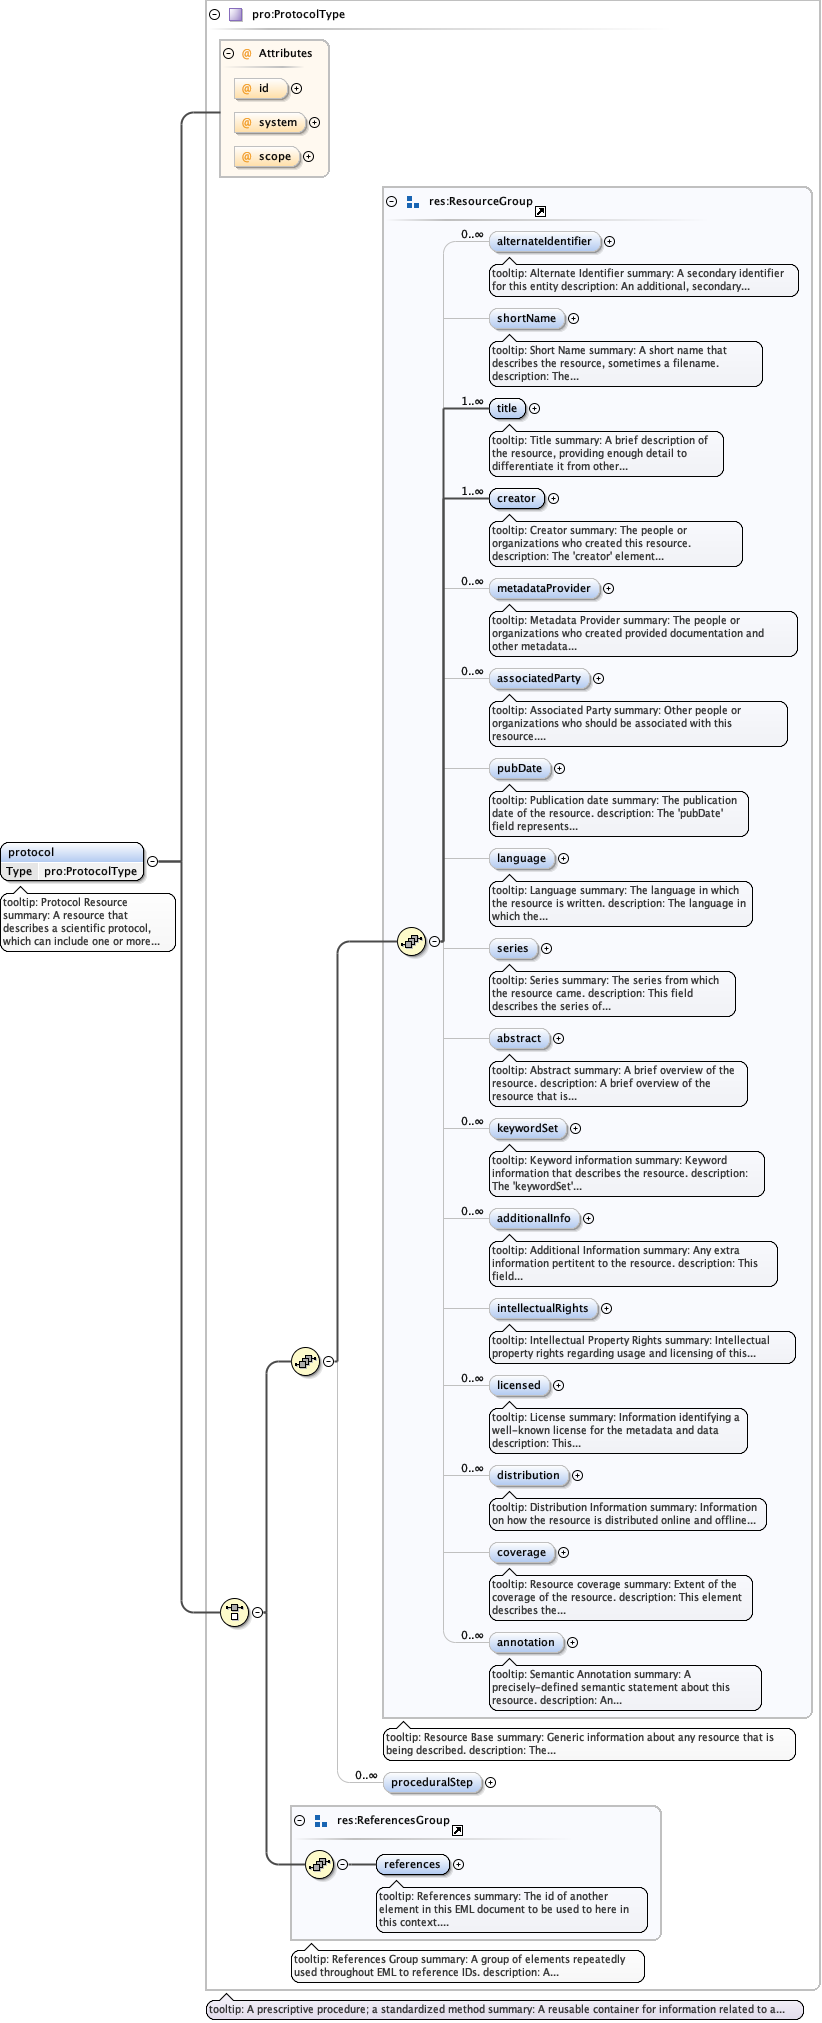 pro:ProtocolType
@ Attributes
@ id
@ system
@ scope
res:ResourceGroup
0..∞
alternateIdentifier
tooltip: Alternate Identifier summary: A secondary identifier
for this entity description: An additional, secondary...
shortName
tooltip: Short Name summary: A short name that
describes the resource, sometimes a filename.
description: The...
1..∞
title
tooltip: Title summary: A brief description of
the resource, providing enough detail to
differentiate it from other...
1..∞
creator
tooltip: Creator summary: The people or
organizations who created this resource.
description: The 'creator' element...
0..∞
metadataProvider
tooltip: Metadata Provider summary: The people or
organizations who created provided documentation and
other metadata...
0..∞
associatedParty
tooltip: Associated Party summary: Other people or
organizations who should be associated with this
resource....
pubDate
tooltip: Publication date summary: The publication
date of the resource. description: The 'pubDate'
field represents...
protocol
Type pro:ProtocolType
tooltip: Protocol Resource
summary: A resource that
describes a scientific protocol,
which can include one or more...
language
tooltip: Language summary: The language in which
the resource is written. description: The language in
which the...
series
tooltip: Series summary: The series from which
the resource came. description: This field
describes the series of...
abstract
tooltip: Abstract summary: A brief overview of the
resource. description: A brief overview of the
resource that is...
0..∞
keywordSet
tooltip: Keyword information summary: Keyword
information that describes the resource. description:
The 'keywordSet'...
0..∞
additionalInfo
tooltip: Additional Information summary: Any extra
information pertitent to the resource. description: This
field...
intellectualRights
tooltip: Intellectual Property Rights summary: Intellectual
property rights regarding usage and licensing of this...
0..∞
licensed
tooltip: License summary: Information identifying a
well-known license for the metadata and data
description: This...
0..∞
distribution
tooltip: Distribution Information summary: Information
on how the resource is distributed online and offline...
coverage
tooltip: Resource coverage summary: Extent of the
coverage of the resource. description: This element
describes the...
0..∞
annotation
tooltip: Semantic Annotation summary: A
precisely-defined semantic statement about this
resource. description: An...
tooltip: Resource Base summary: Generic information about any resource that is
being described. description: The...
0..∞
proceduralStep
res:ReferencesGroup
references
tooltip: References summary: The id of another
element in this EML document to be used to here in
this context....
tooltip: References Group summary: A group of elements repeatedly
used throughout EML to reference IDs. description: A...
tooltip: A prescriptive procedure; a standardized method summary: A reusable container for information related to a...